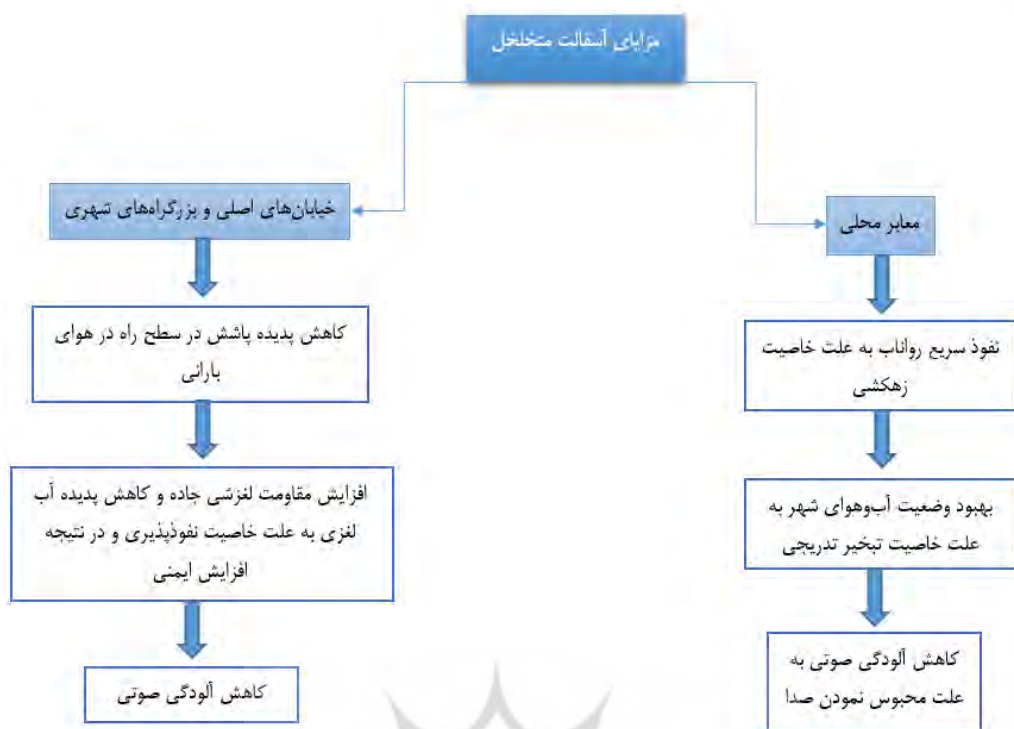 مزایای آسفالت متخلخل
معابر محلی
نفوذ سریع رواناب به علت خاصیت
زهکشی
بهبود وضعیت آب‌وهوای شهر به
علت خاصیت تبخیر تدریجی
کاهش آلودگی صوتی به
علت محبوس نمودن صدا
خیابان‌های اصلی و بزرگراه‌های شهری
کاهش پدیده پاشش در سطح راه در هوای
بارانی
افزایش مقاومت لغزشی جاده و کاهش پدیده آب
لغزی به علت خاصیت نفوذپذیری و در نتیجه
افزایش ایمنی
کاهش آلودگی صوتی